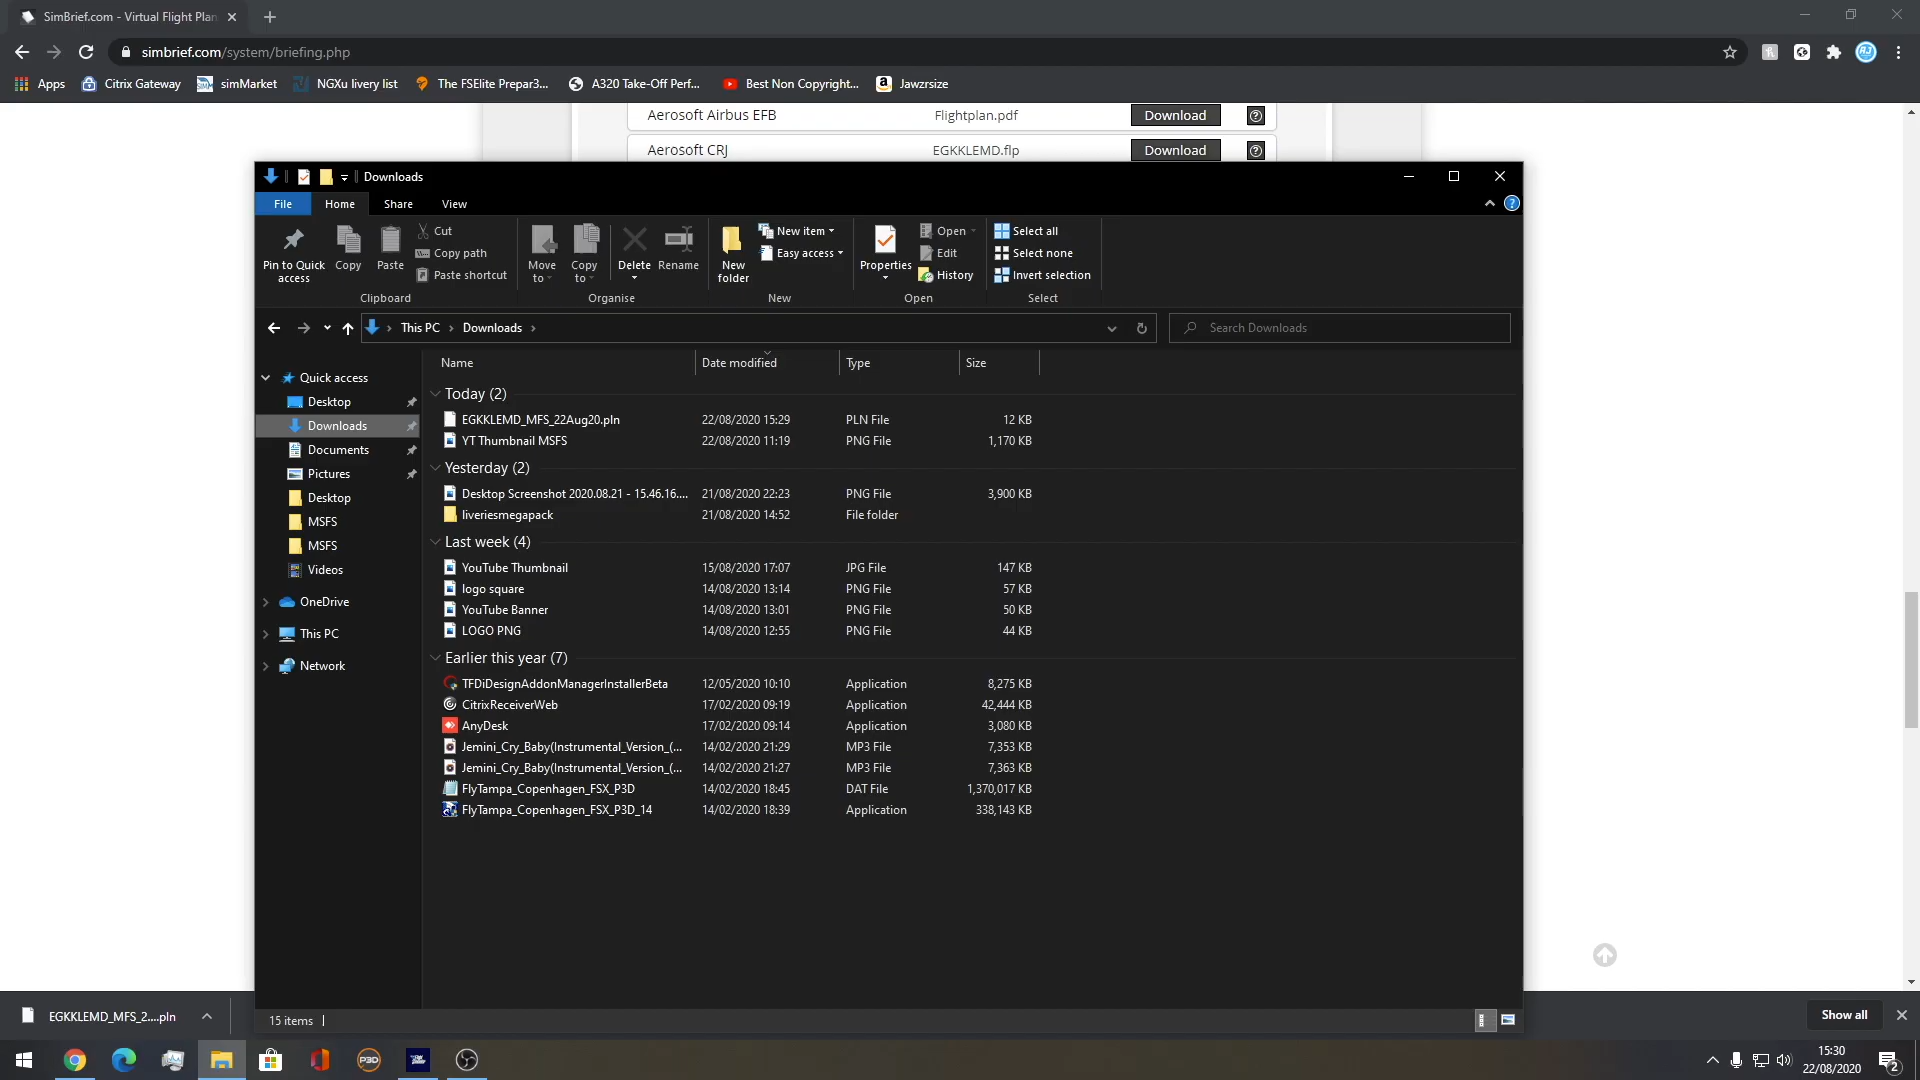 SimBrief.com - Virtual Flight Plan
simbrief.com/system/briefing.php
Apps Citrix Gateway simMarket NGXu livery list The FSElite Prepar3... A320 Take-Off Perf... Best Non Copyright... Jawzrsize
Aerosoft Airbus EFB Flightplan.pdf Download
Aerosoft CRJ EGKKLEMD.flp Download
Downloads
File Home Share View
Pin to Quick access
Copy
Paste
Cut
Copy path
Paste shortcut
Clipboard
Move to
Copy to
Delete
Rename
Organise
New folder
New item
Easy access
New
Properties
Open
Edit
History
Open
Select all
Select none
Invert selection
Select
This PC Downloads
Search Downloads
Quick access
Desktop
Downloads
Documents
Pictures
Desktop
MSFS
MSFS
Videos
OneDrive
This PC
Network
Name Date modified Type Size
Today (2)
EGKKLEMD_MFS_22Aug20.pln 22/08/2020 15:29 PLN File 12 KB
YT Thumbnail MSFS 22/08/2020 11:19 PNG File 1,170 KB
Yesterday (2)
Desktop Screenshot 2020.08.21 - 15.46.16.... 21/08/2020 22:23 PNG File 3,900 KB
liveriesmegapack 21/08/2020 14:52 File folder
Last week (4)
YouTube Thumbnail 15/08/2020 17:07 JPG File 147 KB
logo square 14/08/2020 13:14 PNG File 57 KB
YouTube Banner 14/08/2020 13:01 PNG File 50 KB
LOGO PNG 14/08/2020 12:55 PNG File 44 KB
Earlier this year (7)
TFDiDesignAddonManagerInstallerBeta 12/05/2020 10:10 Application 8,275 KB
CitrixReceiverWeb 17/02/2020 09:19 Application 42,444 KB
AnyDesk 17/02/2020 09:14 Application 3,080 KB
Jemini_Cry_Baby(Instrumental_Version_(... 14/02/2020 21:29 MP3 File 7,353 KB
Jemini_Cry_Baby(Instrumental_Version_(... 14/02/2020 21:27 MP3 File 7,363 KB
FlyTampa_Copenhagen_FSX_P3D 14/02/2020 18:45 DAT File 1,370,017 KB
FlyTampa_Copenhagen_FSX_P3D_14 14/02/2020 18:39 Application 338,143 KB
15 items
EGKKLEMD_MFS_2....pln
Show all
P3D
15:30
22/08/2020
2